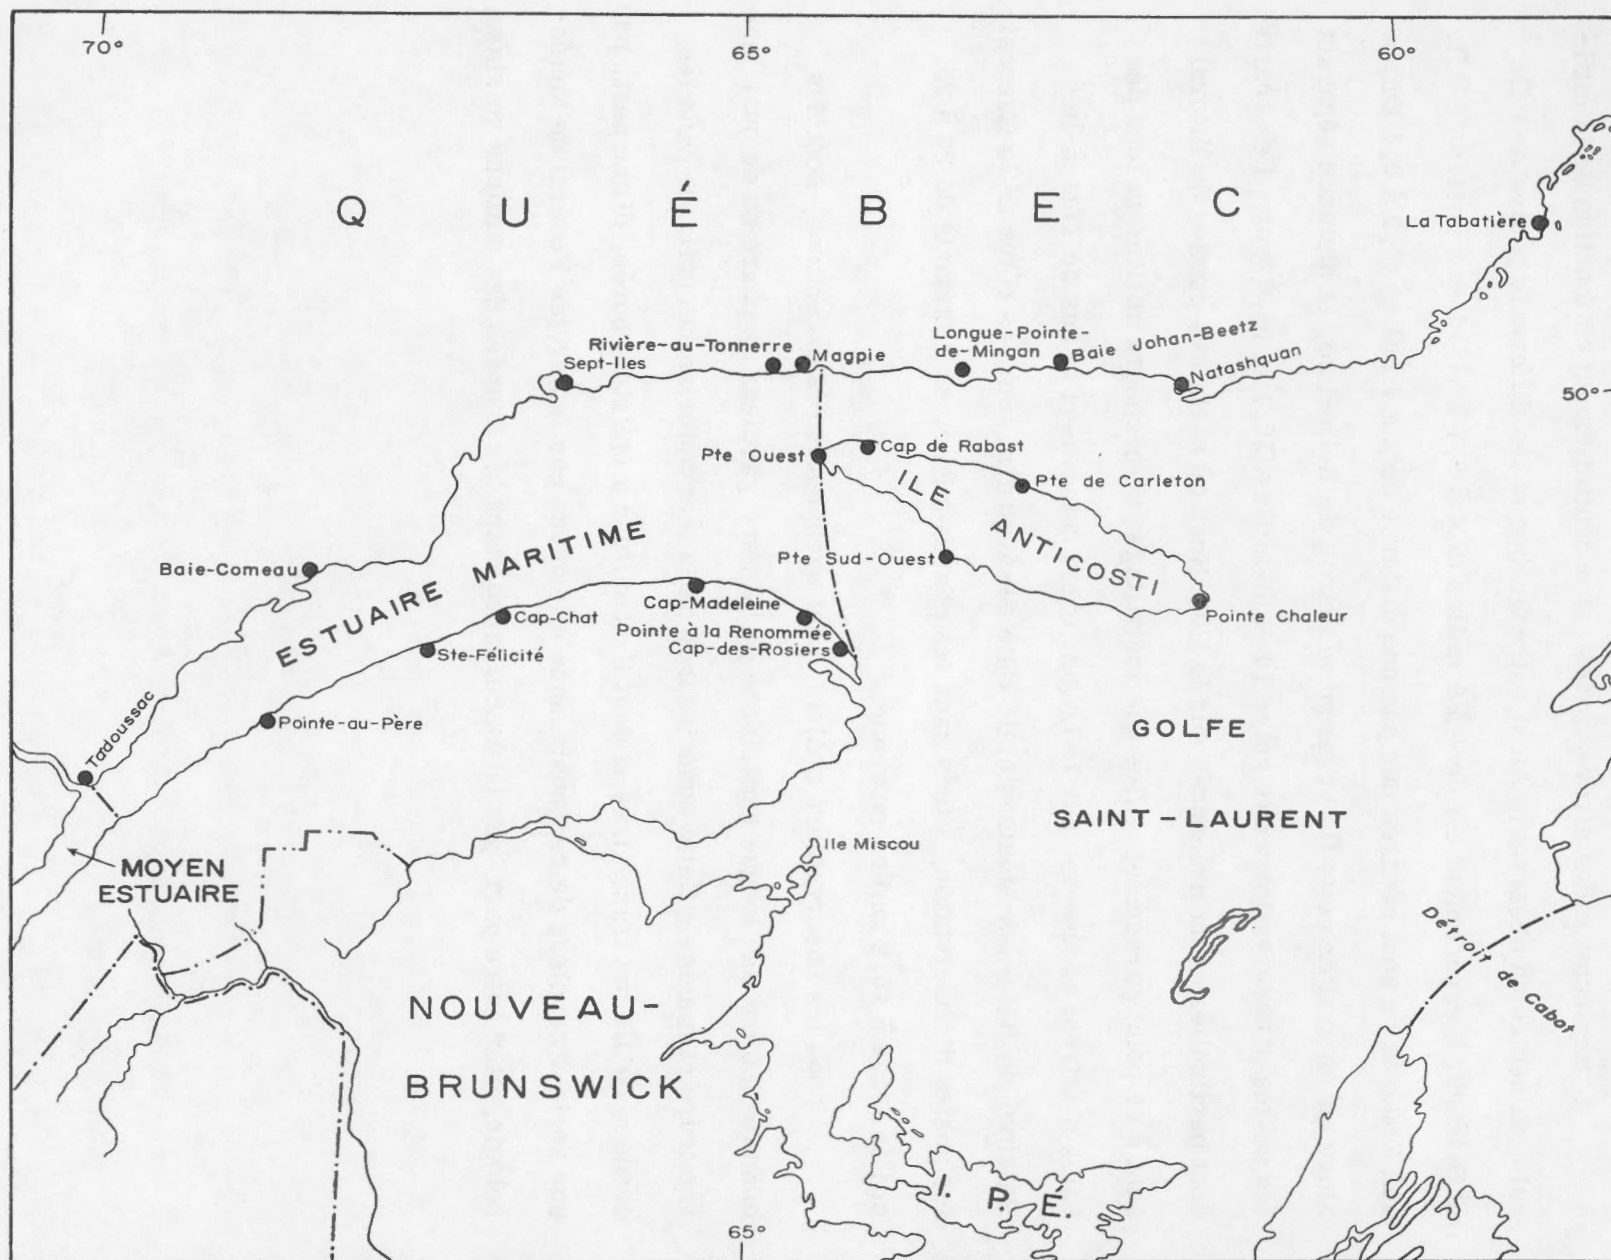 70°
65°
60°
QUÉBEC
La Tabatière
Longue-Pointe-
de-Mingan
Baie Johan-Beetz
Rivière-au-Tonnerre
Magpie
Sept-Iles
Natashquan
50°
Pte Ouest
Cap de Rabast
Pte de Carleton
ILE ANTICOSTI
Pte Sud-Ouest
Pointe Chaleur
Baie-Comeau
ESTUAIRE MARITIME
Cap-Madeleine
Cap-Chat
Pointe à la Renommée
Cap-des-Rosiers
Ste-Félicité
Pointe-au-Père
Tadoussac
GOLFE
SAINT-LAURENT
Ile Miscou
MOYEN
ESTUAIRE
Détroit de Cabot
NOUVEAU-
BRUNSWICK
I. P. É.
65°